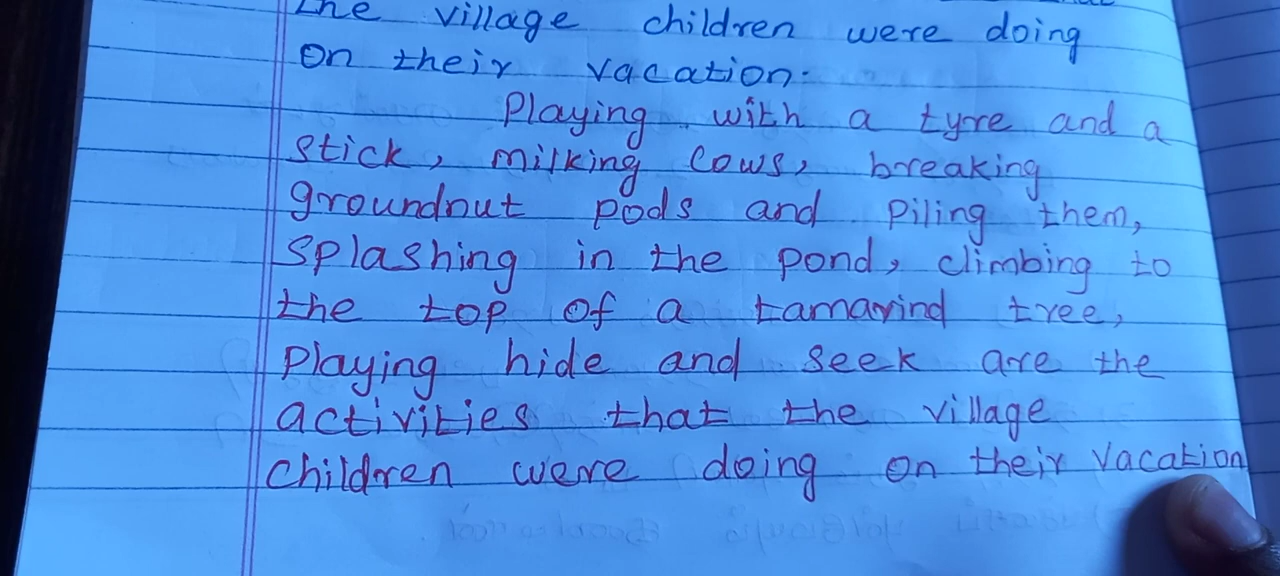 The village children were doing
on their vacation.
Playing with a tyre and a
stick, milking cows, breaking
groundnut pods and piling them,
splashing in the pond, climbing to
the top of a tamarind tree,
playing hide and seek are the
activities that the village
children were doing on their vacation